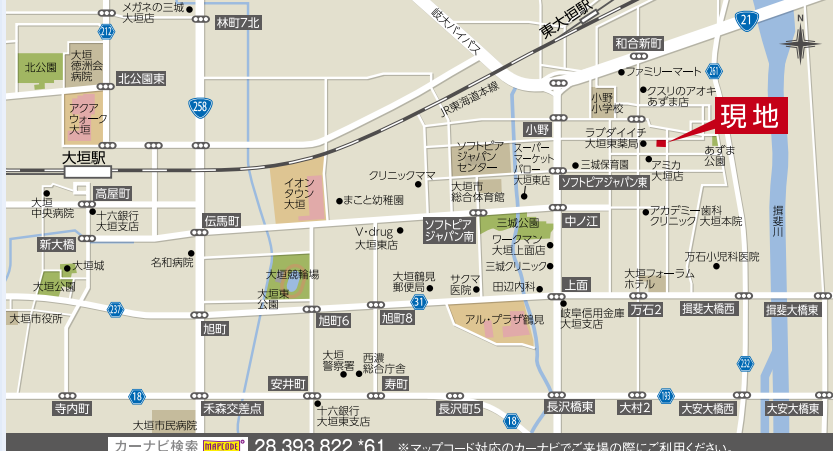 メガネの三城
大垣店
212
林町7北
北公園
大垣
徳洲会
病院
北公園東
アクア
ウォーク
大垣
258
岐大バイパス
東大垣駅
JR東海道本線
21
N
和合新町
ファミリーマート
261
クスリのアオキ
あずま店
小野
小学校
現地
小野
ラブダイイチ
大垣東薬局
あずま
公園
アミカ
大垣店
三城保育園
ソフトピアジャパン東
スーパー
マーケット
バロー
大垣東店
ソフトピア
ジャパン
センター
大垣市
総合体育館
大垣駅
大垣
中央病院
高屋町
十六銀行
大垣支店
新大橋
伝馬町
イオン
タウン
大垣
クリニックママ
まこと幼稚園
V・drug
大垣東店
ソフトピア
ジャパン南
三城公園
中ノ江
ワークマン
大垣上面店
三城クリニック
田辺内科
上面
アカデミー歯科
クリニック大垣本院
揖斐川
万石小児科医院
大垣フォーラム
ホテル
名和病院
大垣城
大垣公園
大垣競輪場
大垣東
公園
大垣鶴見
郵便局
サクマ
医院
31
237
大垣市役所
旭町
旭町6
旭町8
アル・プラザ鶴見
岐阜信用金庫
大垣支店
万石2
揖斐大橋西
揖斐大橋東
232
大垣
警察署
西濃
総合庁舎
安井町
寿町
18
寺内町
禾森交差点
十六銀行
大垣東支店
長沢町5
18
長沢橋東
大村2
193
大安大橋西
大安大橋東
大垣市民病院
カーナビ検索 MAPCODE 28 393 822 *61 ※マップコード対応のカーナビでご来場の際にご利用ください。